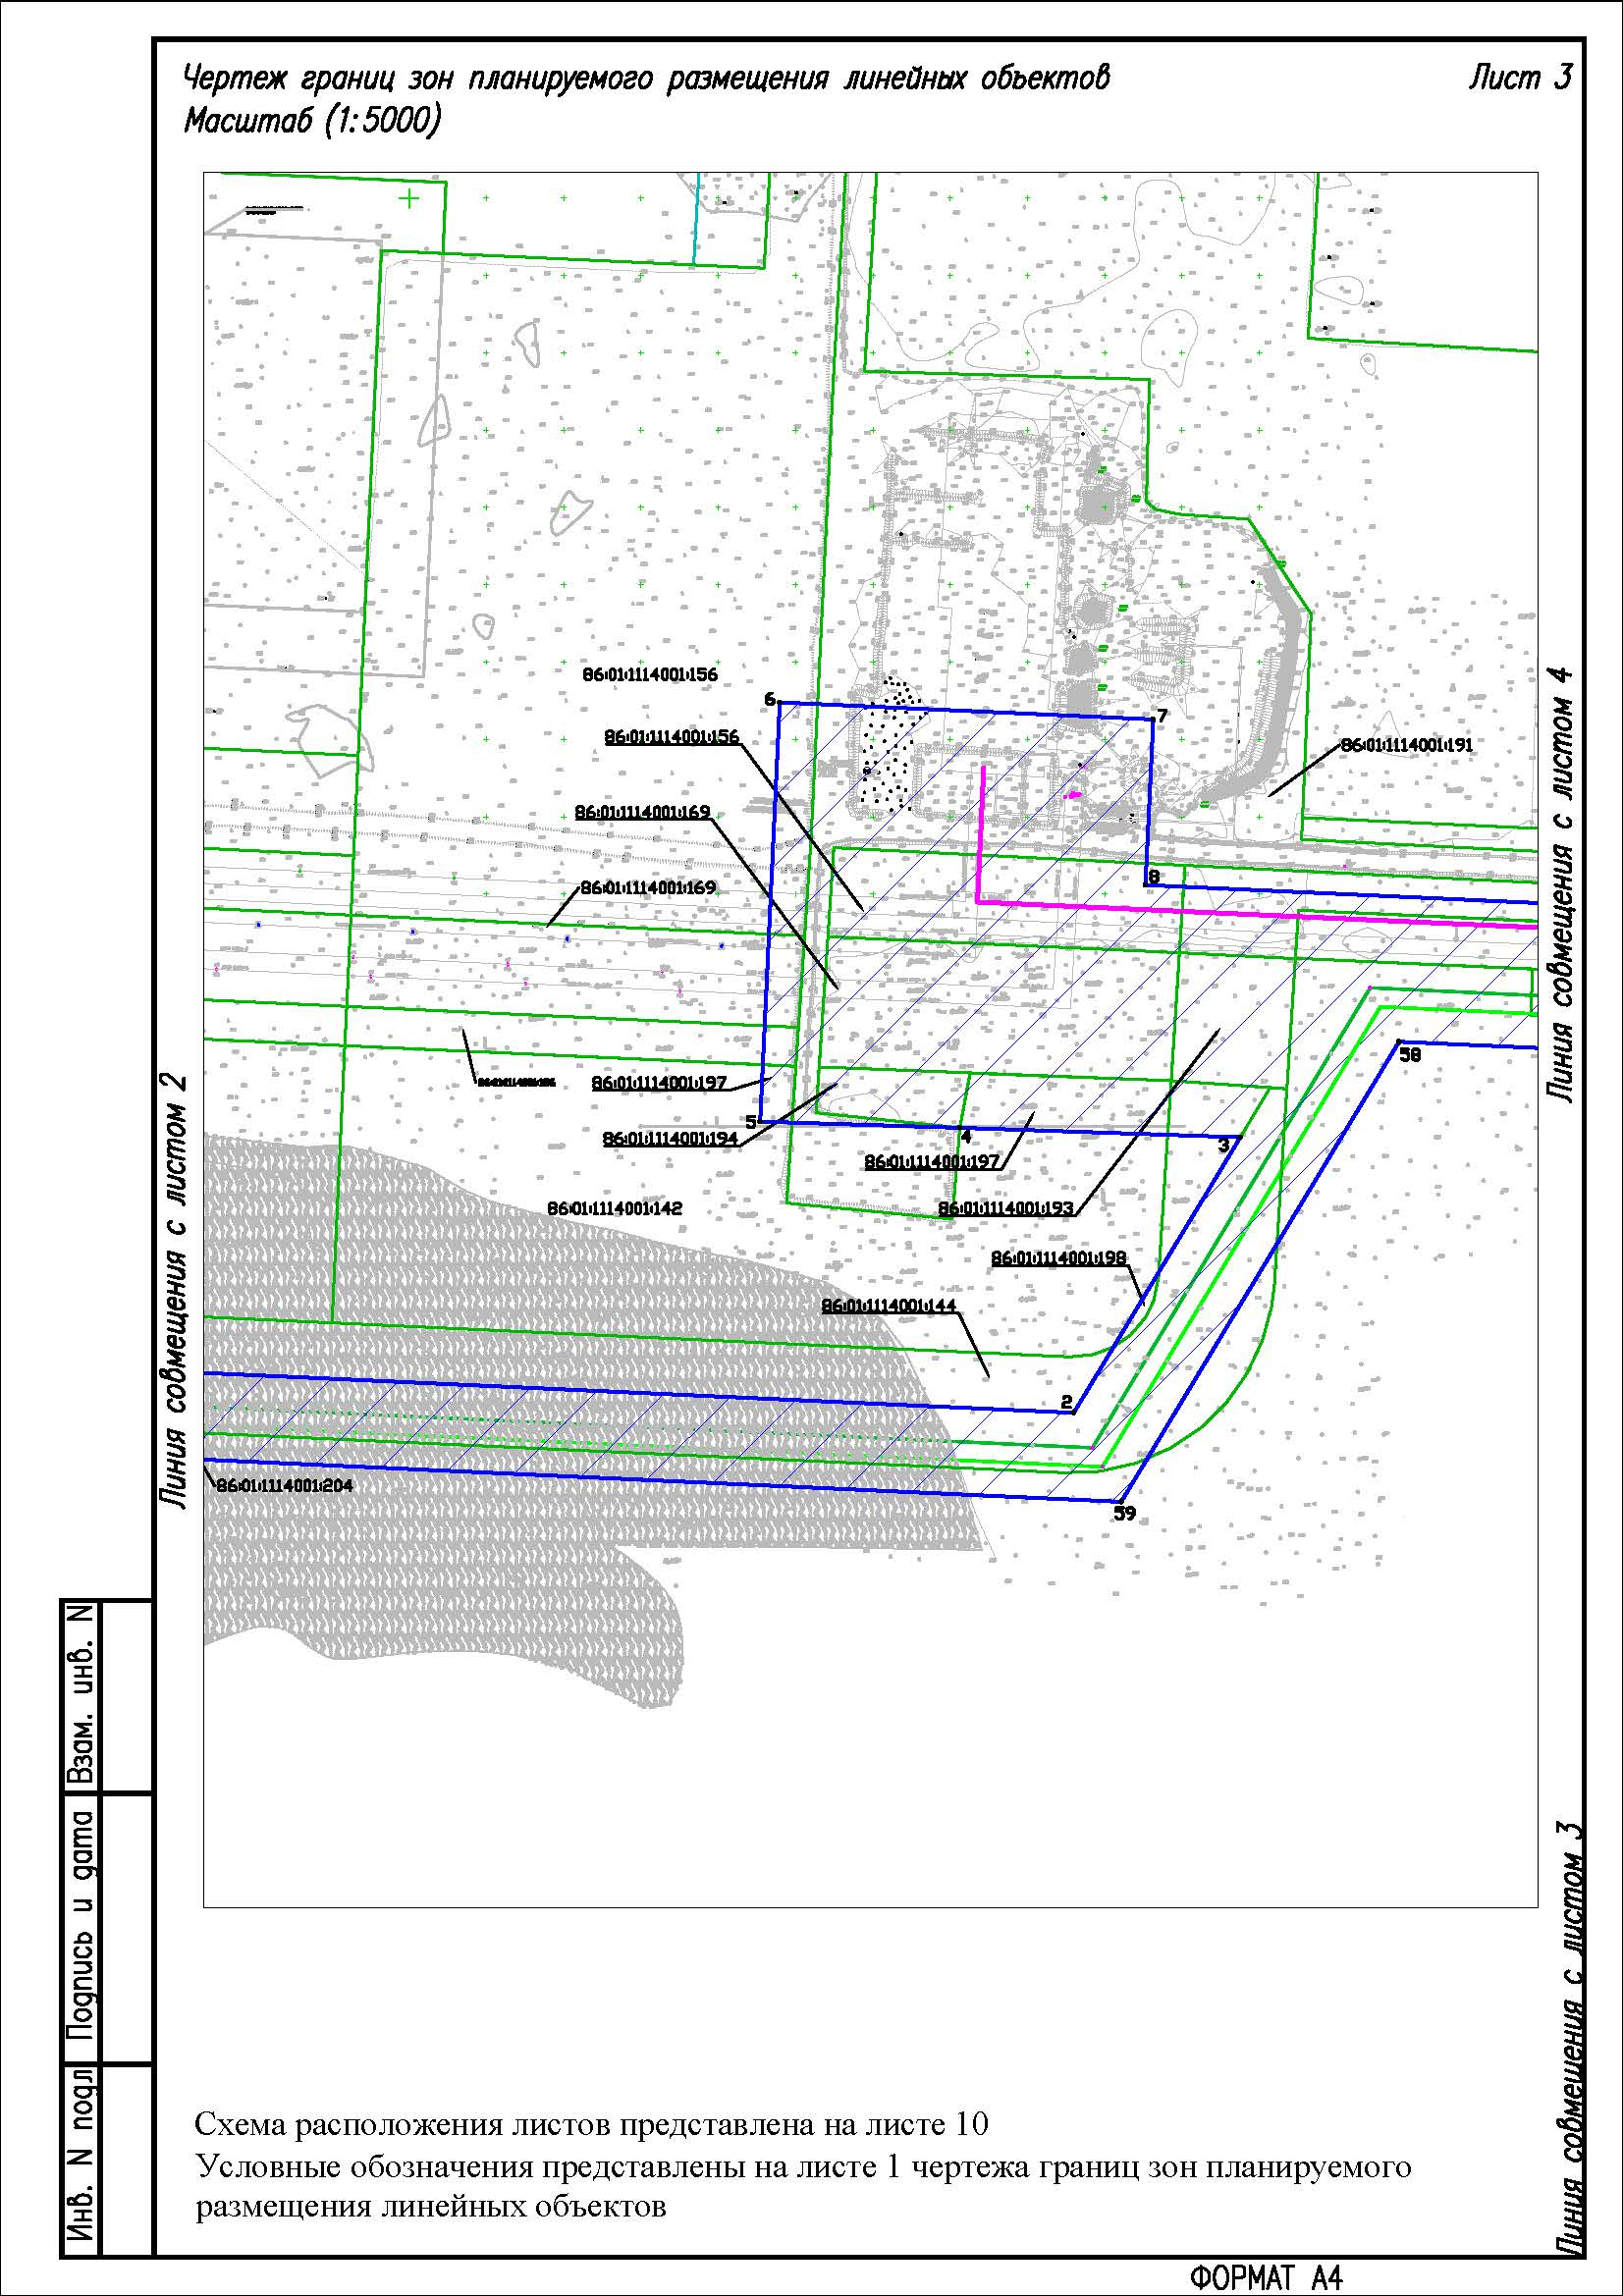 Чертеж границ зон планируемого размещения линейных объектов
Лист 3
Масштаб (1:5000)
86:01:1114001:156
6
7
86:01:1114001:156
86:01:1114001:191
86:01:1114001:169
8
86:01:1114001:169
58
86:01:1114001:197
5
4
86:01:1114001:194
3
86:01:1114001:197
86:01:1114001:142
86:01:1114001:193
86:01:1114001:198
86:01:1114001:144
2
86:01:1114001:204
59
Линия совмещения с листом 2
Линия совмещения с листом 4
Линия совмещения с листом 3
Взам. инв. N
Подпись и дата
Инв. N подл
Схема расположения листов представлена на листе 10
Условные обозначения представлены на листе 1 чертежа границ зон планируемого
размещения линейных объектов
ФОРМАТ А4